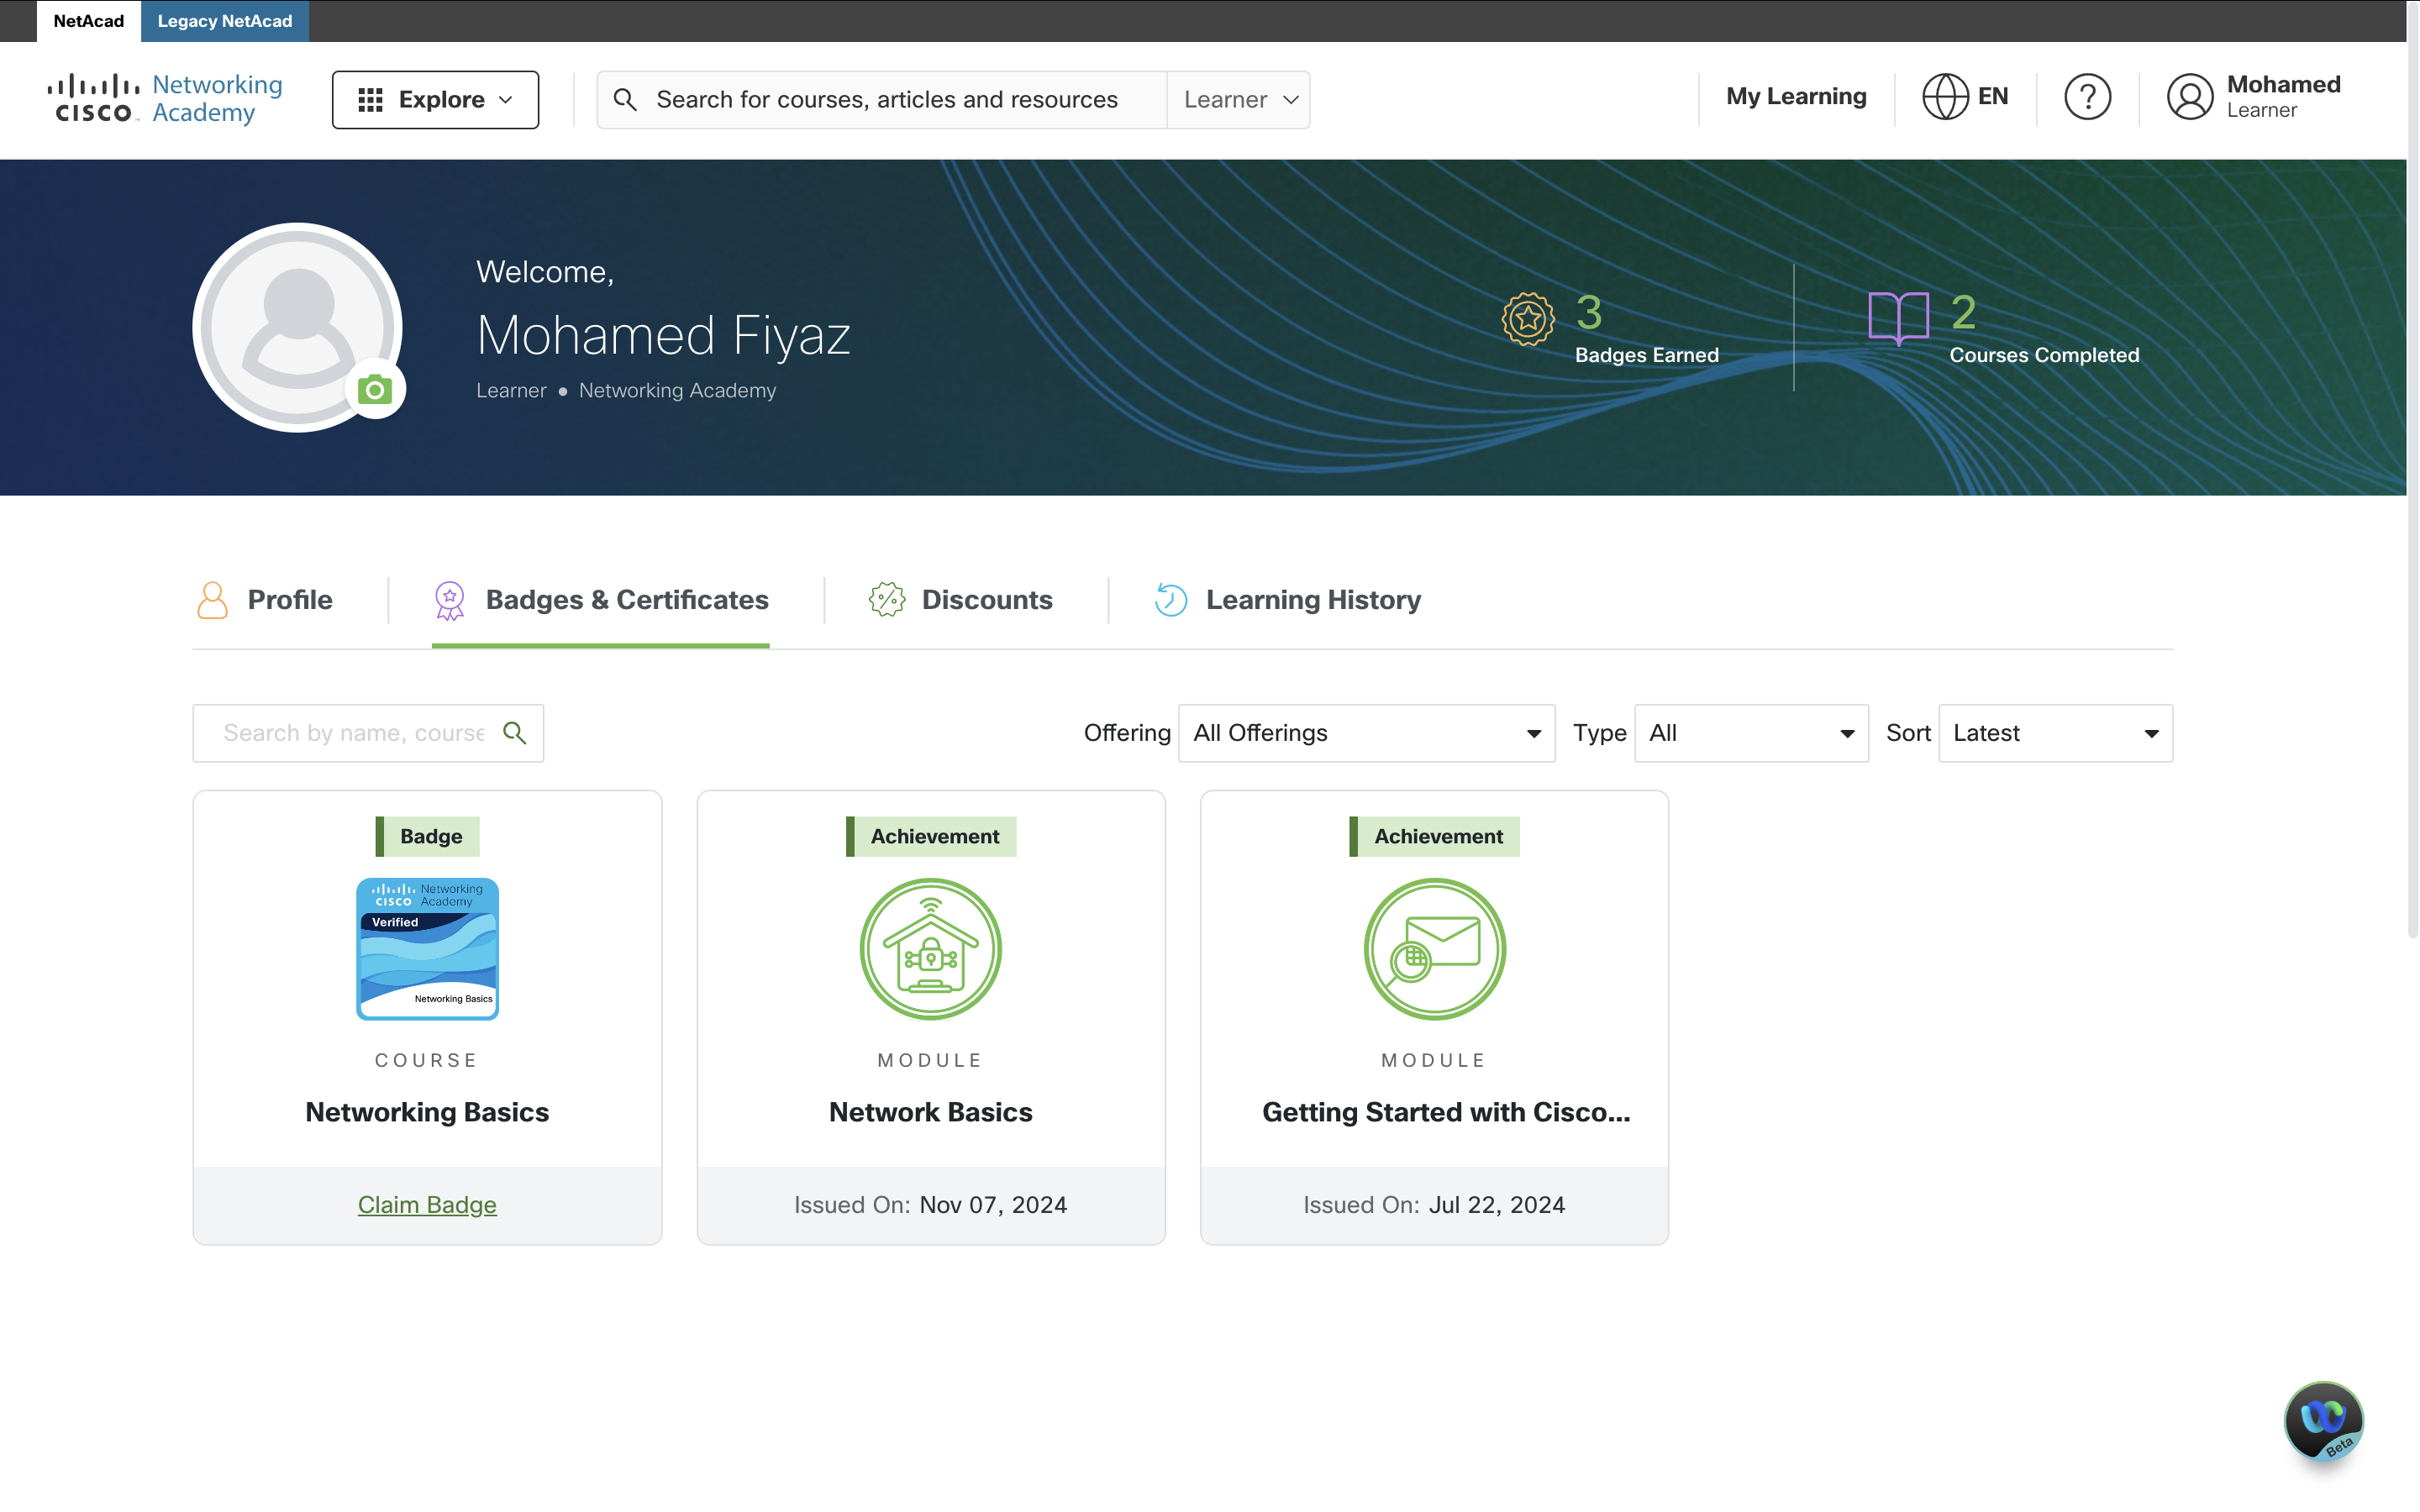 NetAcad
Legacy NetAcad
CISCO
Networking
Academy
Explore
Search for courses, articles and resources
Learner
My Learning
EN
?
Mohamed
Learner
Welcome,
Mohamed Fiyaz
Learner • Networking Academy
3
Badges Earned
2
Courses Completed
Profile
Badges & Certificates
Discounts
Learning History
Search by name, course
Offering
All Offerings
Type
All
Sort
Latest
Badge
CISCO
Networking
Academy
Verified
Networking Basics
COURSE
Networking Basics
Claim Badge
Achievement
MODULE
Network Basics
Issued On: Nov 07, 2024
Achievement
MODULE
Getting Started with Cisco...
Issued On: Jul 22, 2024
Beta